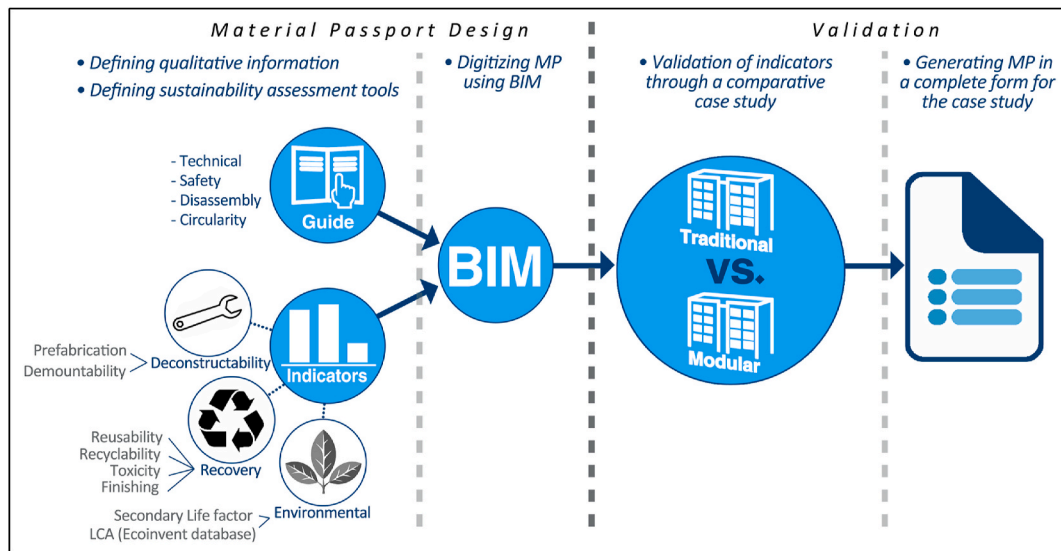 Material Passport Design
Validation
• Defining qualitative information
• Defining sustainability assessment tools
• Digitizing MP
using BIM
• Validation of indicators
through a comparative
case study
• Generating MP in
a complete form for
the case study
- Technical
- Safety
- Disassembly
- Circularity
Guide
BIM
Traditional
vs.
Modular
Indicators
Prefabrication
Demountability
Deconstructability
Reusability
Recyclability
Toxicity
Finishing
Recovery
Secondary Life factor
LCA (Ecoinvent database)
Environmental